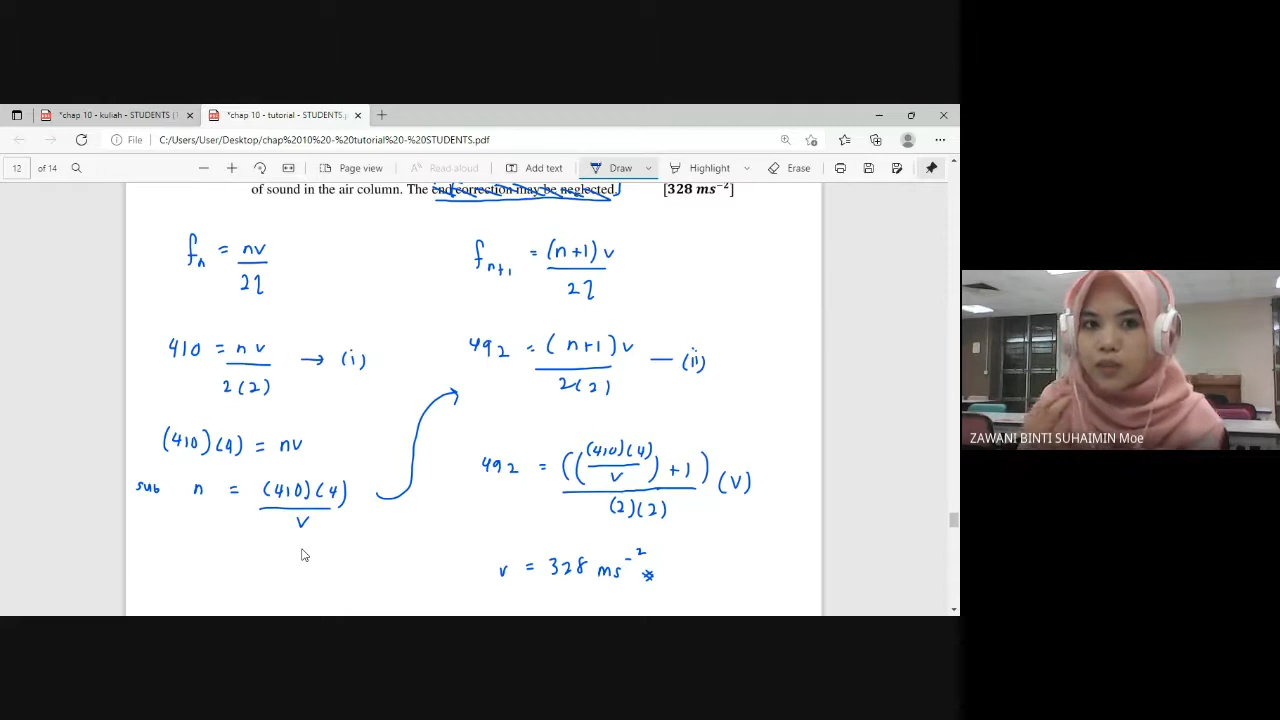 *chap 10 - kuliah - STUDENTS (1
*chap 10 - tutorial - STUDENTS.p
File C:/Users/User/Desktop/chap%2010%20-%20tutorial%20-%20STUDENTS.pdf
12 of 14 Page view Read aloud Add text Draw Highlight Erase
of sound in the air column. The end correction may be neglected. [328 ms⁻²]
fₙ = nv / 2l
fₙ₊₁ = (n+1)v / 2l
410 = nv / 2(2) → (i)
492 = (n+1)v / 2(2) — (ii)
(410)(4) = nv
sub n = (410)(4) / v
492 = (((410)(4) / v) + 1)(v) / (2)(2)
v = 328 ms⁻²
ZAWANI BINTI SUHAIMIN Moe